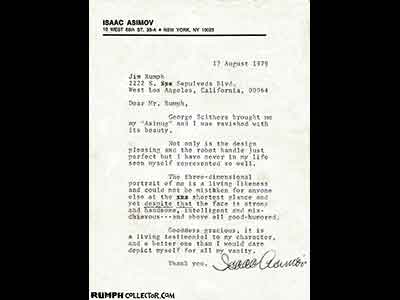 ISAAC ASIMOV
10 WEST 66th ST. 33-A • NEW YORK, NY 10023
17 August 1979
Jim Rumph
2222 S. Sepulveda Blvd.
West Los Angeles, California, 90064
Dear Mr. Rumph,
George Scithers brought me
my "Asimug" and I was ravished with
its beauty.
Not only is the design
pleasing and the robot handle just
perfect but I have never in my life
seen myself represented so well.
The three-dimensional
portrait of me is a living likeness
and could not be mistaken for anyone
else at the shortest glance and
yet despite that the face is strong
and handsome, intelligent and mis-
chievous---and above all good-humored.
Goodness gracious, it is
a living testimonial to my character,
and a better one than I would dare
depict myself for all my vanity.
Thank you.
Isaac Asimov
RUMPHCOLLECTOR.COM